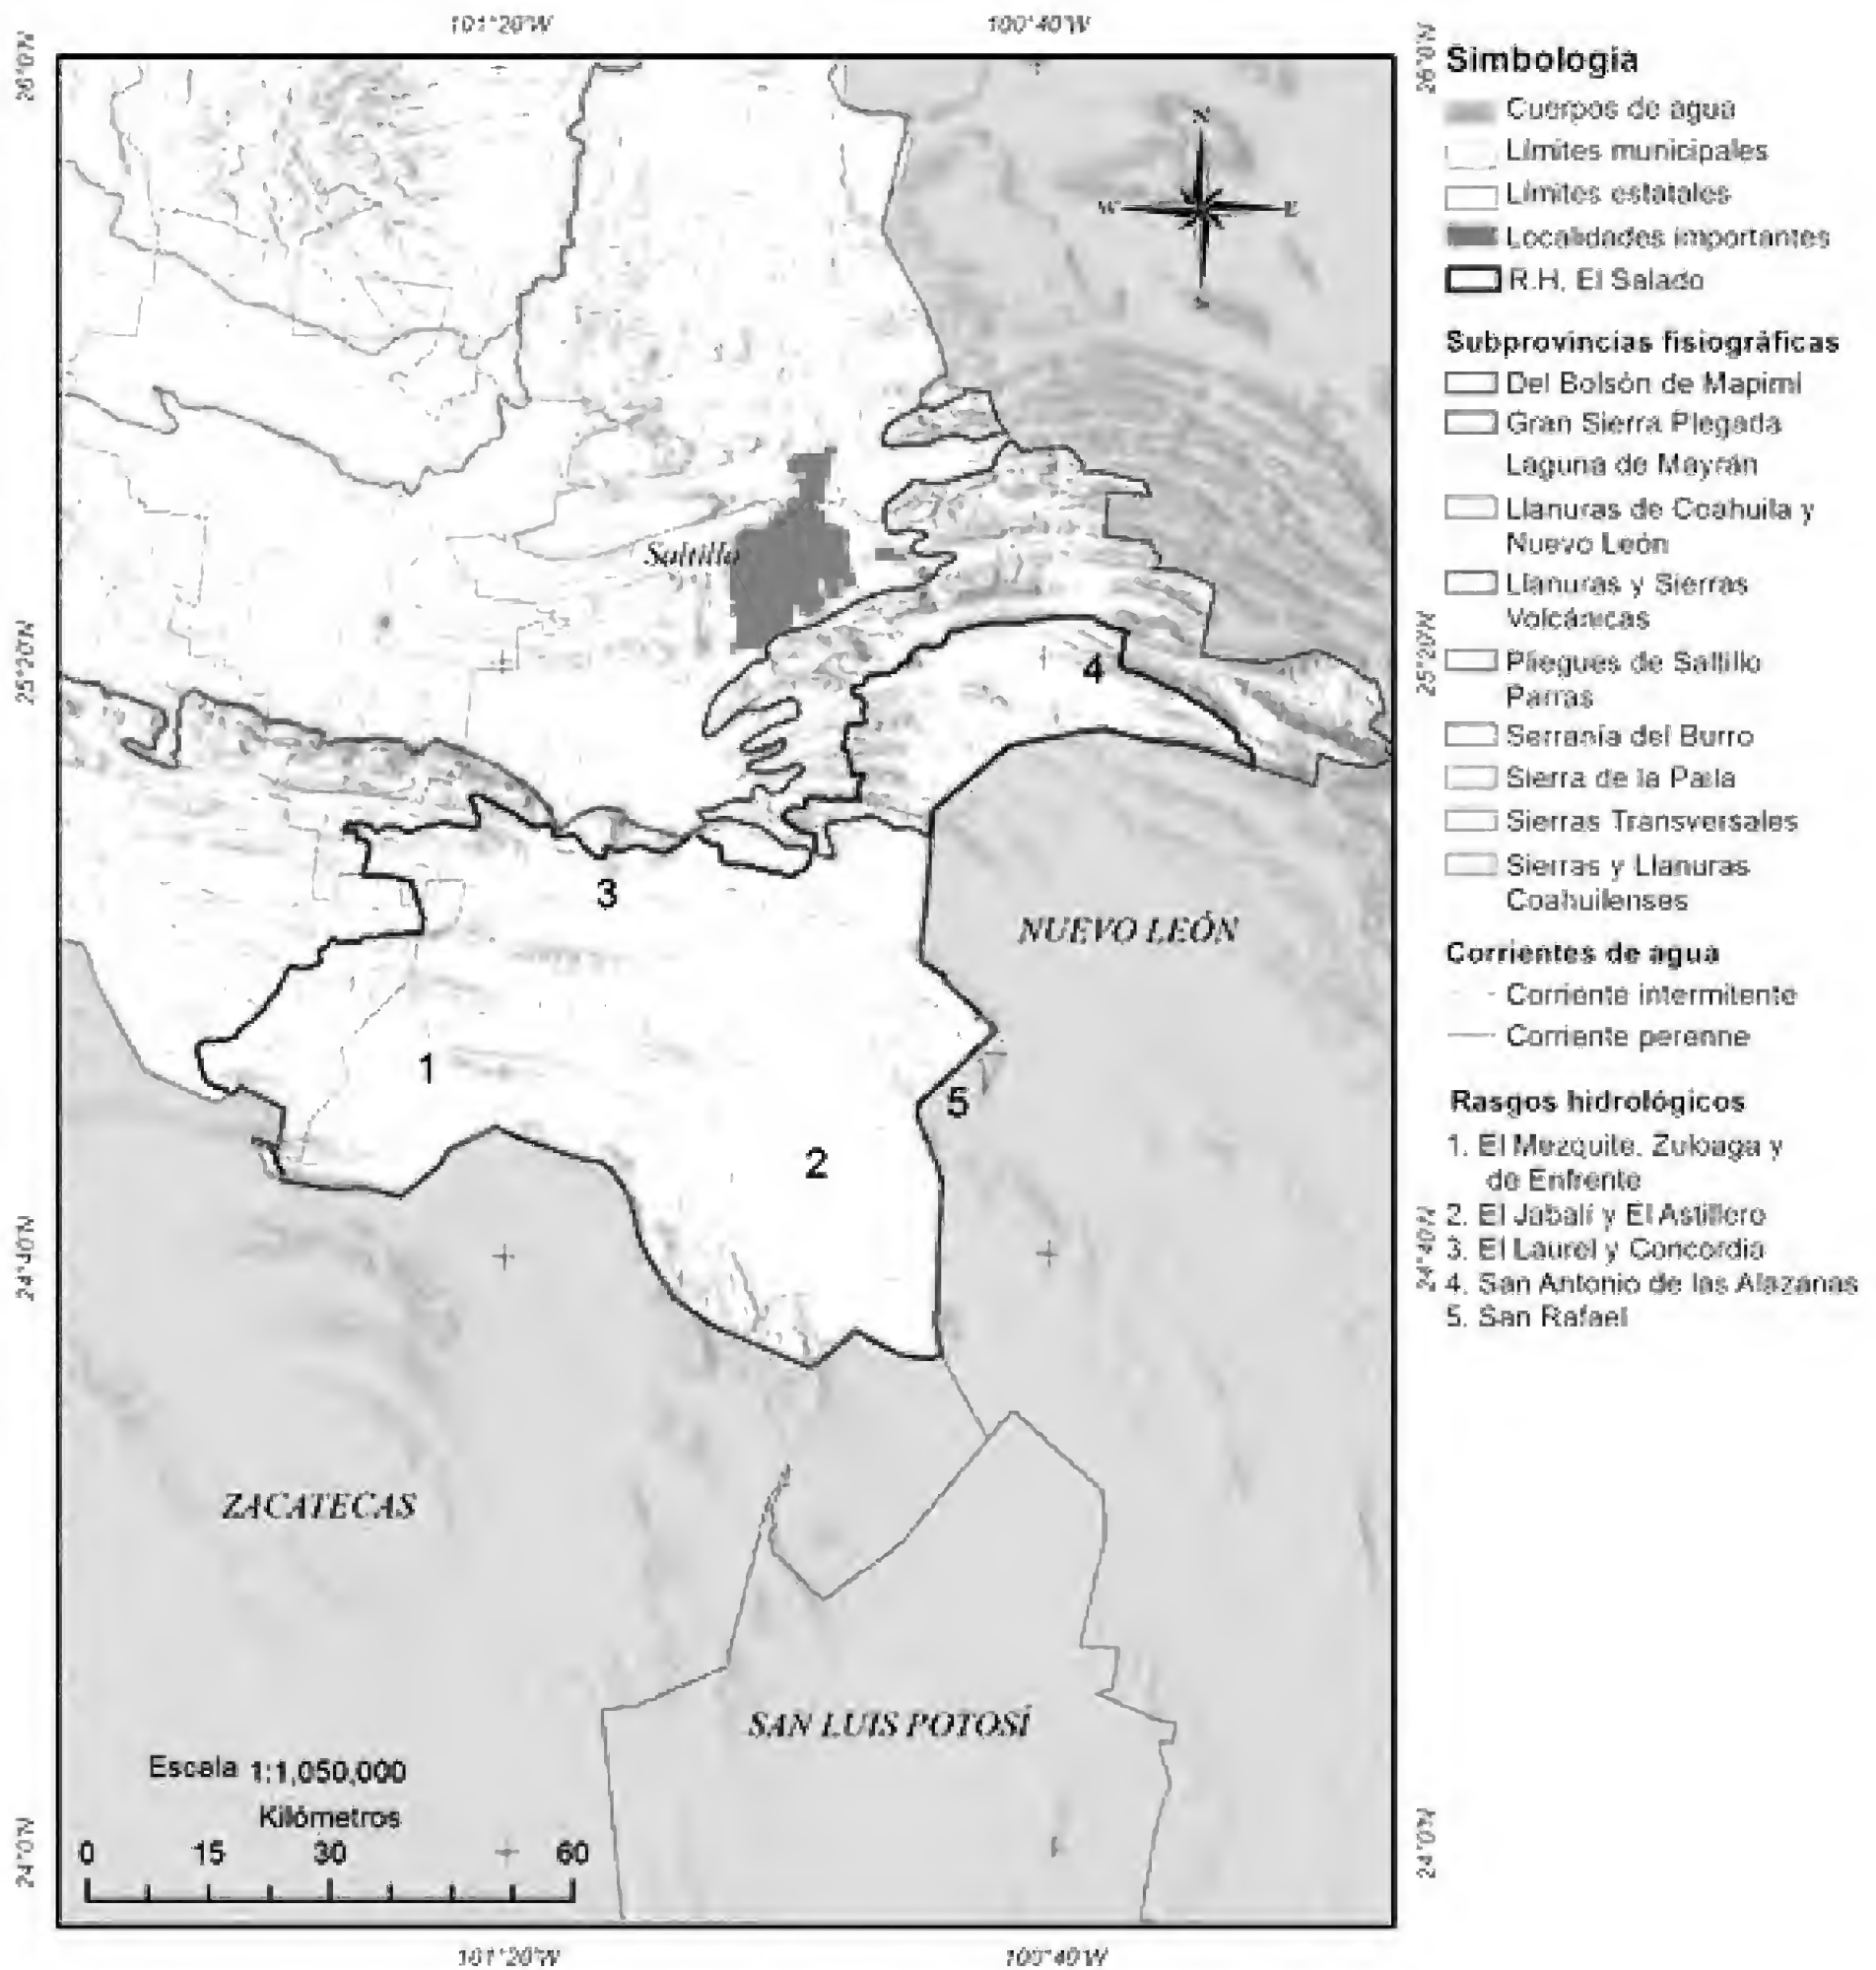 101°20'W
100°40'W
26°0'N
26°0'N
N
W
E
S
Saltillo
25°20'N
25°20'N
4
3
NUEVO LEÓN
1
5
2
24°40'N
24°40'N
ZACATECAS
SAN LUIS POTOSÍ
Escala 1:1,050,000
Kilómetros
0 15 30 60
24°0'N
24°0'N
101°20'W
100°40'W
Simbología
Cuerpos de agua
Límites municipales
Límites estatales
Localidades importantes
R.H. El Salado
Subprovincias fisiográficas
Del Bolsón de Mapimí
Gran Sierra Plegada
Laguna de Mayrán
Llanuras de Coahuila y
Nuevo León
Llanuras y Sierras
Volcánicas
Pliegues de Saltillo
Parras
Serranía del Burro
Sierra de la Paila
Sierras Transversales
Sierras y Llanuras
Coahuilenses
Corrientes de agua
Corriente intermitente
Corriente perenne
Rasgos hidrológicos
1. El Mezquite, Zuloaga y
de Enfrente
2. El Jabalí y El Astillero
3. El Laurel y Concordia
4. San Antonio de las Alazanas
5. San Rafael